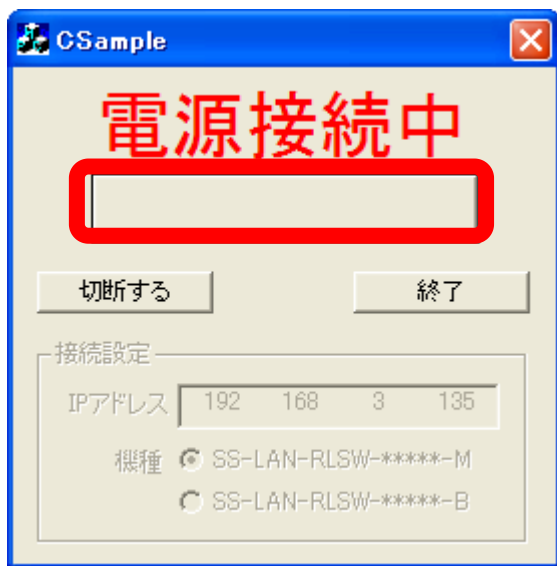 CSample
電源接続中
切断する 終了
接続設定
IPアドレス 192 168 3 135
機種 SS-LAN-RLSW-*****-M
SS-LAN-RLSW-*****-B